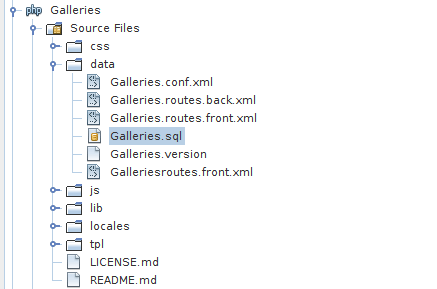 php Galleries
Source Files
css
data
Galleries.conf.xml
Galleries.routes.back.xml
Galleries.routes.front.xml
Galleries.sql
Galleries.version
Galleriesroutes.front.xml
js
lib
locales
tpl
LICENSE.md
README.md